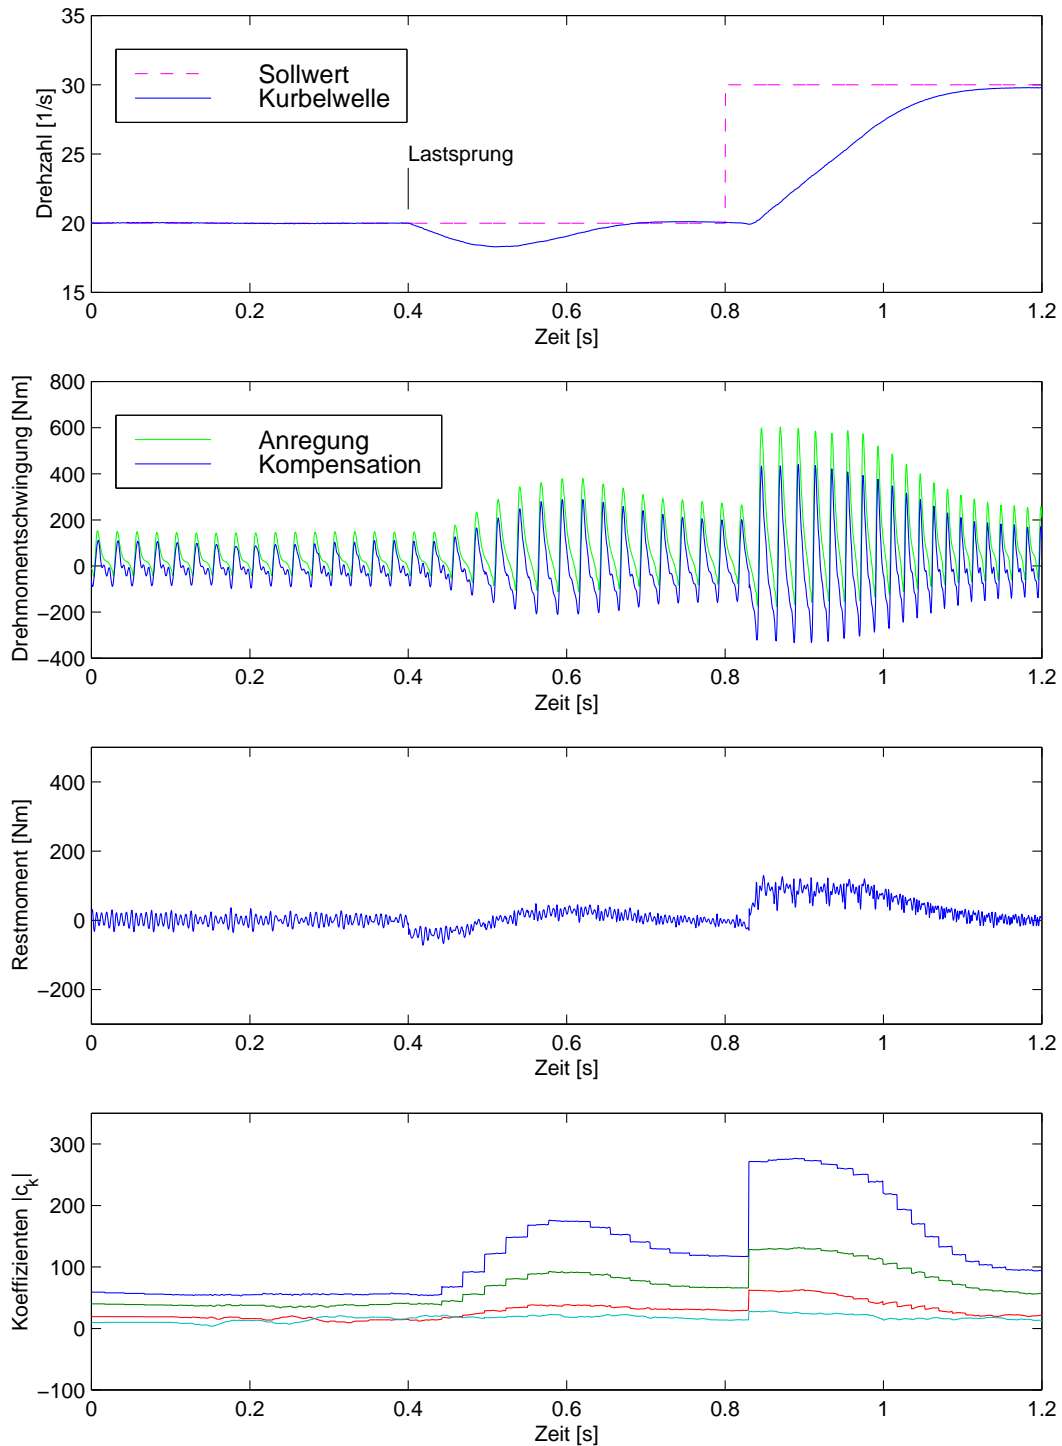 35
30
25
20
15
Drehzahl [1/s]
Sollwert
Kurbelwelle
Lastsprung
0 0.2 0.4 0.6 0.8 1 1.2
Zeit [s]
800
600
400
200
0
−200
−400
Drehmomentschwingung [Nm]
Anregung
Kompensation
0 0.2 0.4 0.6 0.8 1 1.2
Zeit [s]
400
200
0
−200
Restmoment [Nm]
0 0.2 0.4 0.6 0.8 1 1.2
Zeit [s]
300
200
100
0
−100
Koeffizienten |c_k|
0 0.2 0.4 0.6 0.8 1 1.2
Zeit [s]